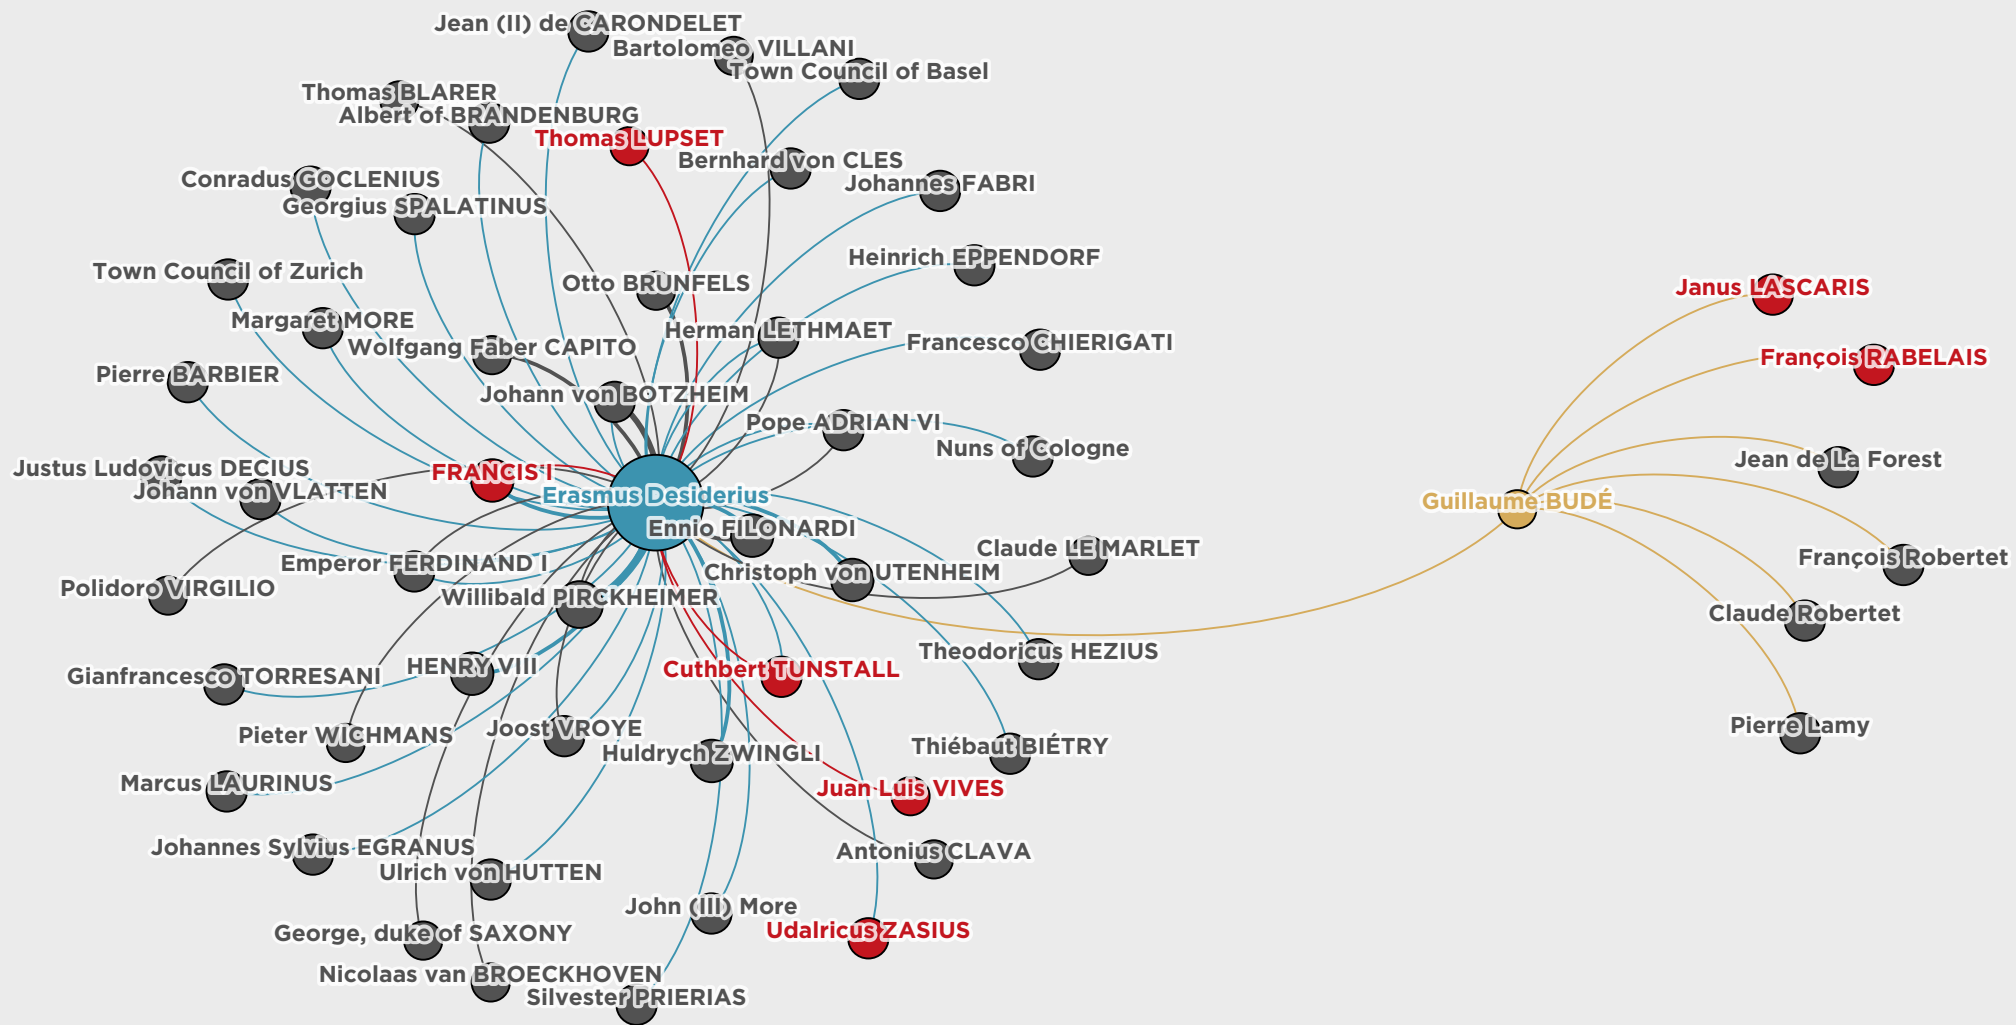 Jean (II) de CARONDELET
Bartolomeo VILLANI
Town Council of Basel
Thomas BLARER
Albert of BRANDENBURG
Thomas LUPSET
Bernhard von CLES
Conradus GOCLENIUS
Johannes FABRI
Georgius SPALATINUS
Heinrich EPPENDORF
Town Council of Zurich
Otto BRUNFELS
Janus LASCARIS
Margaret MORE
Herman LETHMAET
Wolfgang Faber CAPITO
Francesco CHIERIGATI
François RABELAIS
Pierre BARBIER
Johann von BOTZHEIM
Pope ADRIAN VI
Nuns of Cologne
Jean de La Forest
Justus Ludovicus DECIUS
FRANCIS I
Johann von VLATTEN
Erasmus Desiderius
Guillaume BUDÉ
Ennio FILONARDI
Claude LE MARLET
François Robertet
Emperor FERDINAND I
Christoph von UTENHEIM
Polidoro VIRGILIO
Willibald PIRCKHEIMER
Claude Robertet
Theodoricus HEZIUS
Gianfrancesco TORRESANI
HENRY VIII
Cuthbert TUNSTALL
Pierre Lamy
Pieter WICHMANS
Joost VROYE
Thiébaut BIÉTRY
Huldrych ZWINGLI
Marcus LAURINUS
Juan Luis VIVES
Johannes Sylvius EGRANUS
Antonius CLAVA
Ulrich von HUTTEN
John (III) More
Udalricus ZASIUS
George, duke of SAXONY
Nicolaas van BROECKHOVEN
Silvester PRIERIAS